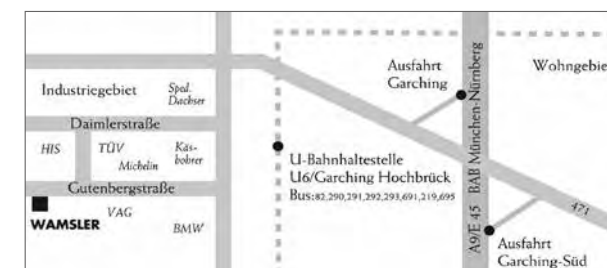 Ausfahrt
Garching
Wohngebie
Industriegebiet
Sped.
Dachser
Daimlerstraße
HIS
TÜV
Michelin
Käs-
bohrer
U-Bahnhaltestelle
U6/Garching Hochbrück
Bus:82,290,291,292,293,691,219,695
Gutenbergstraße
WAMSLER
VAG
BMW
A9/E 45 BAB München-Nürnberg
471
Ausfahrt
Garching-Süd